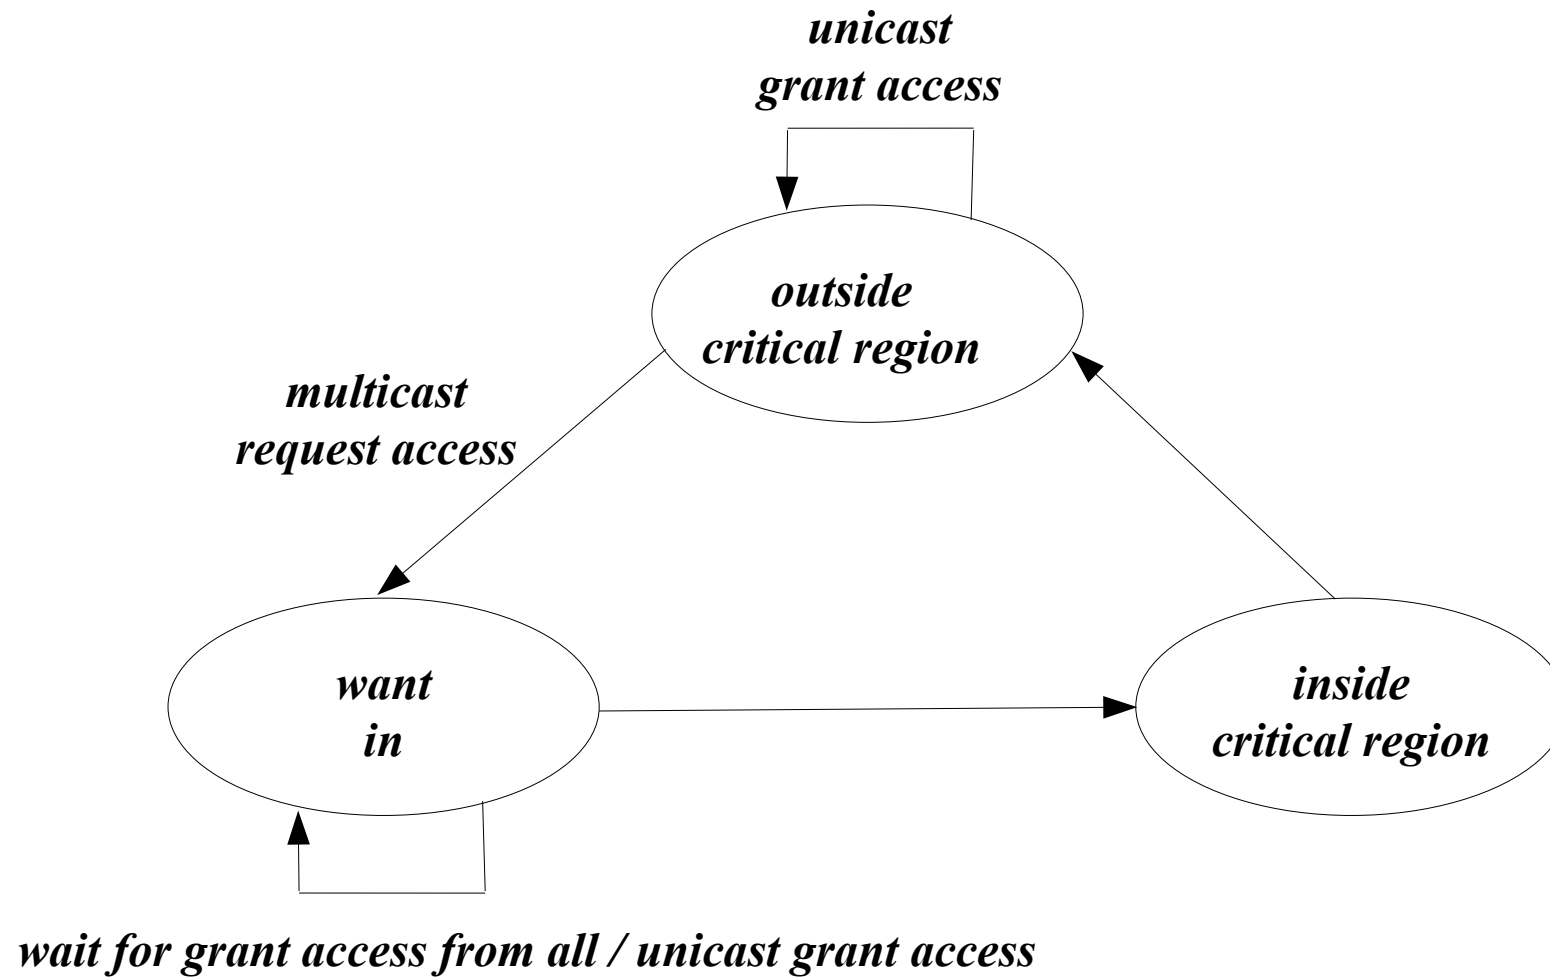 unicast
grant access
outside
critical region
multicast
request access
want
in
inside
critical region
wait for grant access from all / unicast grant access